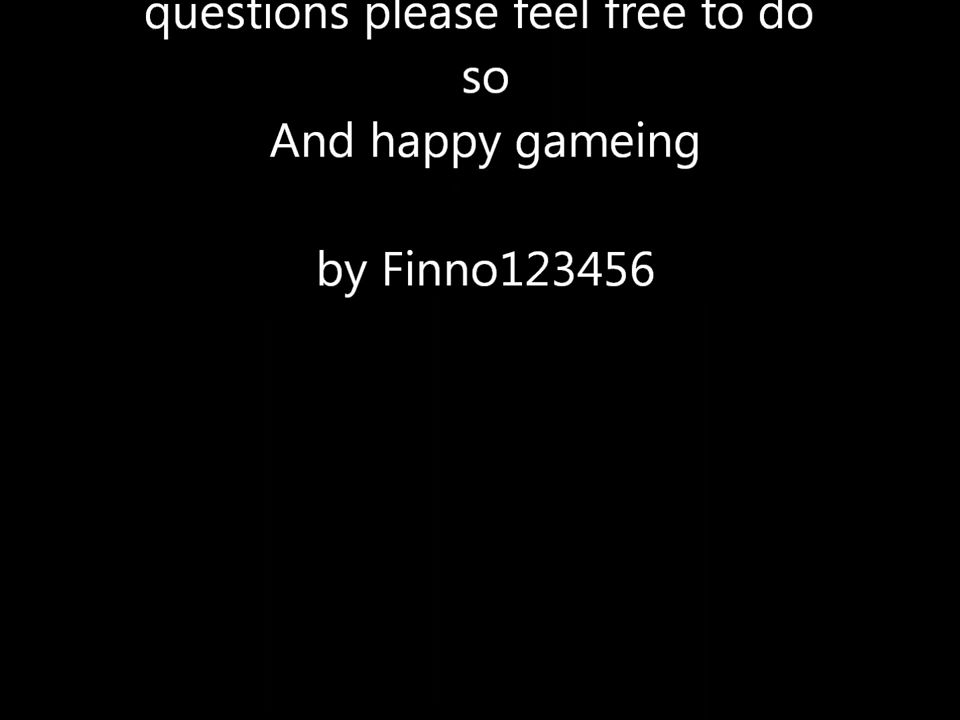 questions please feel free to do
so
And happy gameing
by Finno123456